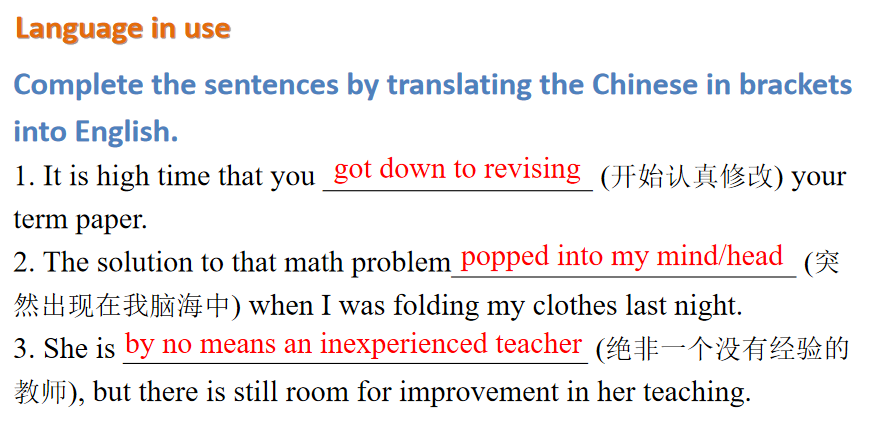 Language in use
Complete the sentences by translating the Chinese in brackets
into English.
1. It is high time that you got down to revising (开始认真修改) your
term paper.
2. The solution to that math problem popped into my mind/head (突
然出现在我脑海中) when I was folding my clothes last night.
3. She is by no means an inexperienced teacher (绝非一个没有经验的
教师), but there is still room for improvement in her teaching.